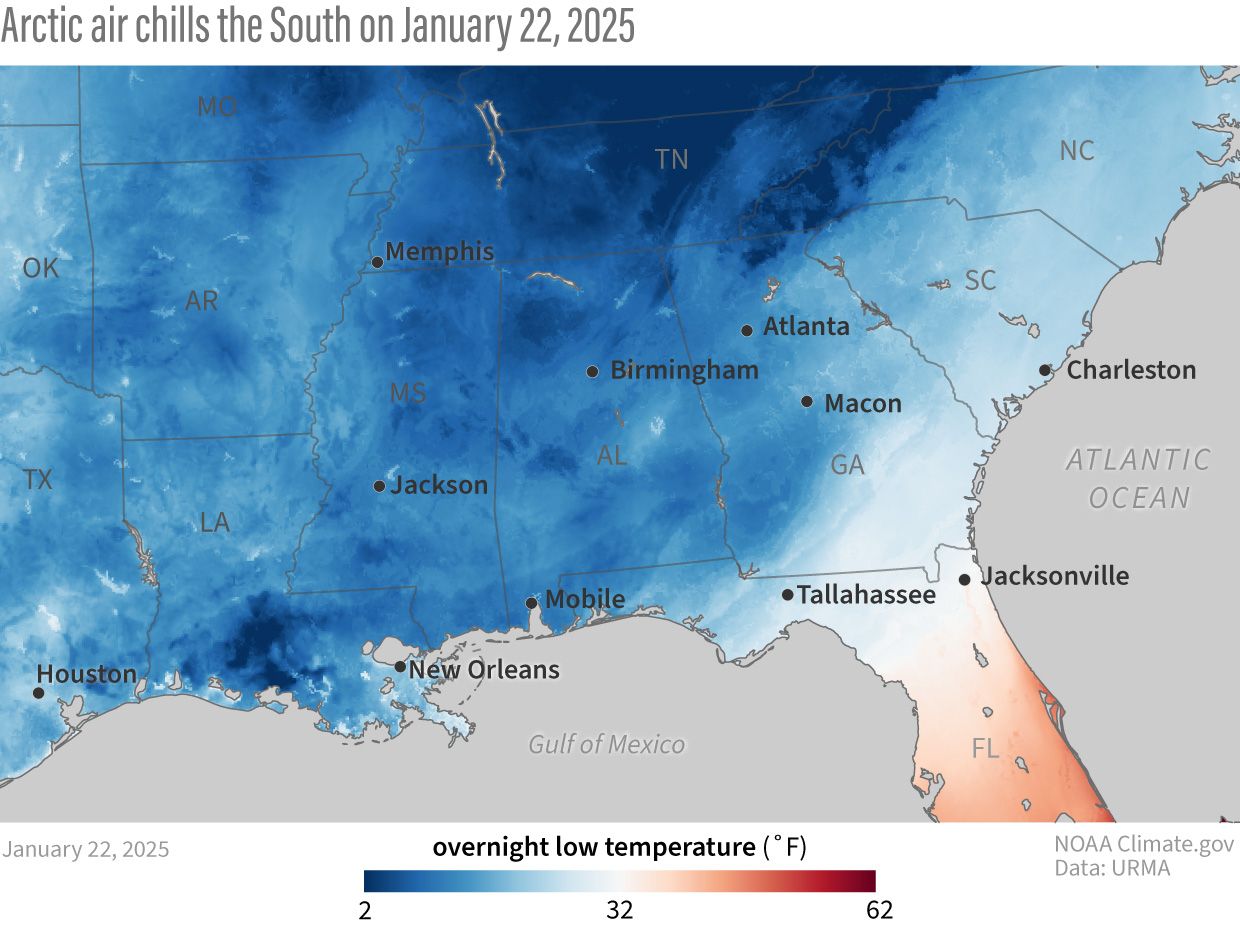 Arctic air chills the South on January 22, 2025
MO
TN
NC
Memphis
OK
AR
SC
Atlanta
Birmingham
Charleston
MS
Macon
AL
GA
ATLANTIC
OCEAN
TX
Jackson
LA
Jacksonville
Mobile
Tallahassee
Houston
New Orleans
Gulf of Mexico
FL
January 22, 2025
overnight low temperature (˚F)
NOAA Climate.gov
Data: URMA
2
32
62